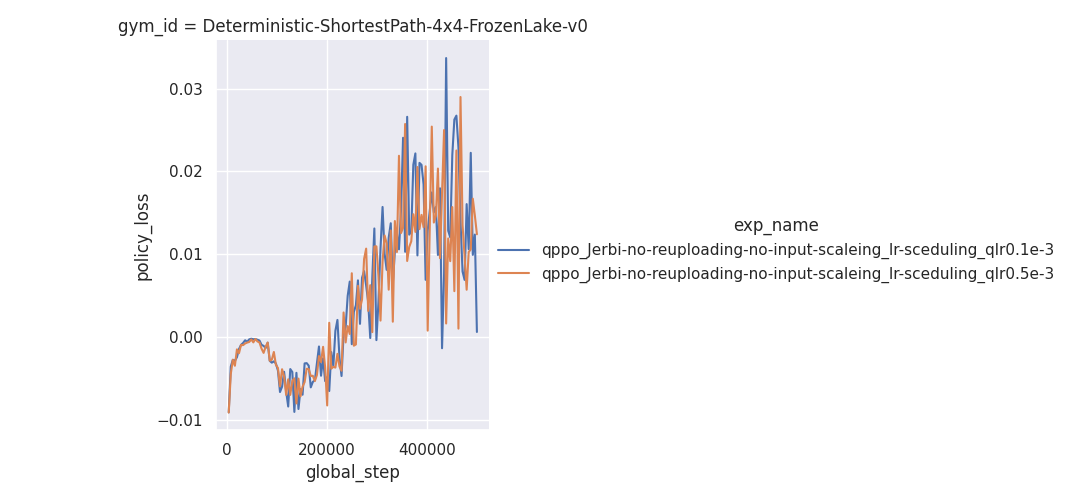 gym_id = Deterministic-ShortestPath-4x4-FrozenLake-v0
0.03
0.02
0.01
0.00
−0.01
policy_loss
0
200000
400000
global_step
exp_name
qppo_Jerbi-no-reuploading-no-input-scaleing_lr-sceduling_qlr0.1e-3
qppo_Jerbi-no-reuploading-no-input-scaleing_lr-sceduling_qlr0.5e-3